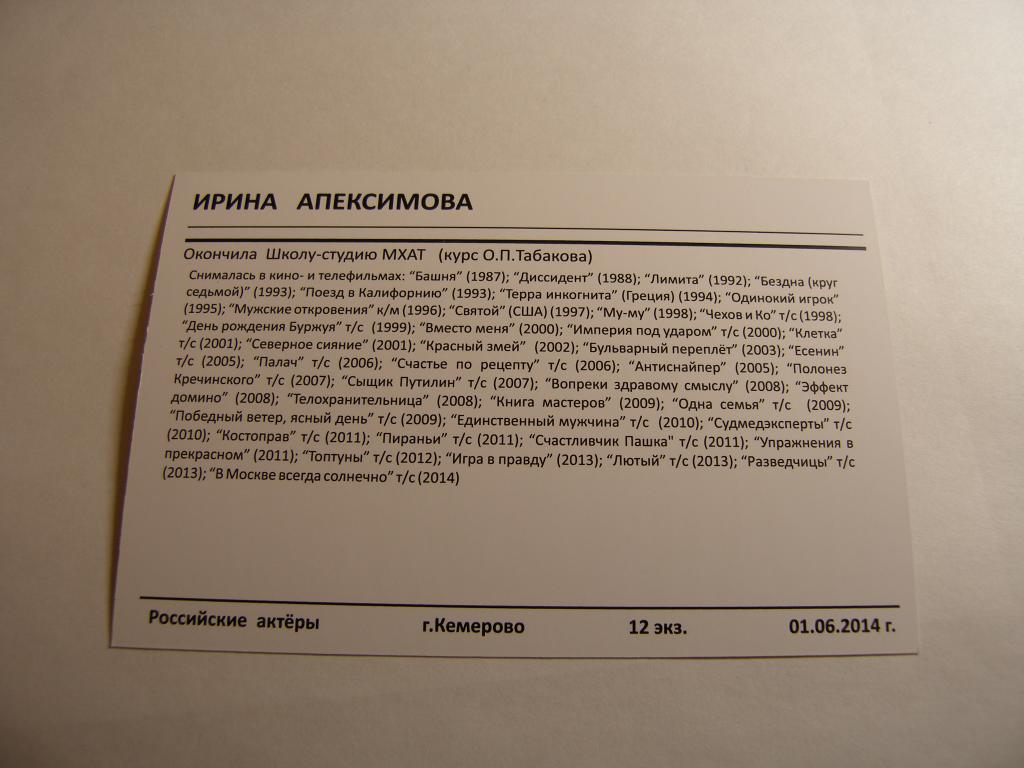 ИРИНА АПЕКСИМОВА
Окончила Школу-студию МХАТ (курс О.П.Табакова)
Снималась в кино- и телефильмах: "Башня" (1987); "Диссидент" (1988); "Лимита" (1992); "Бездна (круг
седьмой)" (1993); "Поезд в Калифорнию" (1993); "Терра инкогнита" (Греция) (1994); "Одинокий игрок"
(1995); "Мужские откровения" к/м (1996); "Святой" (США) (1997); "Му-му" (1998); "Чехов и Ко" т/с (1998);
"День рождения Буржуя" т/с (1999); "Вместо меня" (2000); "Империя под ударом" т/с (2000); "Клетка"
т/с (2001); "Северное сияние" (2001); "Красный змей" (2002); "Бульварный переплёт" (2003); "Есенин"
т/с (2005); "Палач" т/с (2006); "Счастье по рецепту" т/с (2006); "Антиснайпер" (2005); "Полонез
Кречинского" т/с (2007); "Сыщик Путилин" т/с (2007); "Вопреки здравому смыслу" (2008); "Эффект
домино" (2008); "Телохранительница" (2008); "Книга мастеров" (2009); "Одна семья" т/с (2009);
"Победный ветер, ясный день" т/с (2009); "Единственный мужчина" т/с (2010); "Судмедэксперты" т/с
(2010); "Костоправ" т/с (2011); "Пираньи" т/с (2011); "Счастливчик Пашка" т/с (2011); "Упражнения в
прекрасном" (2011); "Топтуны" т/с (2012); "Игра в правду" (2013); "Лютый" т/с (2013); "Разведчицы" т/с
(2013); "В Москве всегда солнечно" т/с (2014)
Российские актёры г.Кемерово 12 экз. 01.06.2014 г.